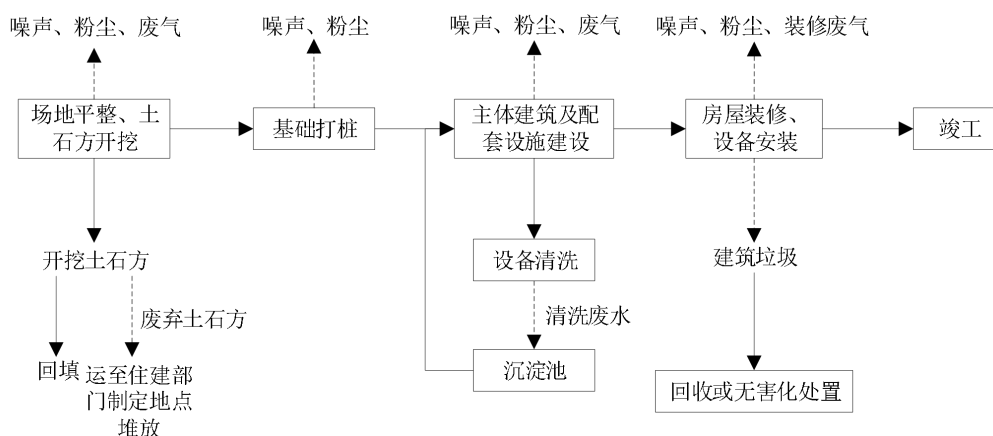 噪声、粉尘、废气
噪声、粉尘
噪声、粉尘、废气
噪声、粉尘、装修废气
场地平整、土
石方开挖
基础打桩
主体建筑及配
套设施建设
房屋装修、
设备安装
竣工
开挖土石方
设备清洗
建筑垃圾
废弃土石方
清洗废水
回填
运至住建部
门制定地点
堆放
沉淀池
回收或无害化处置